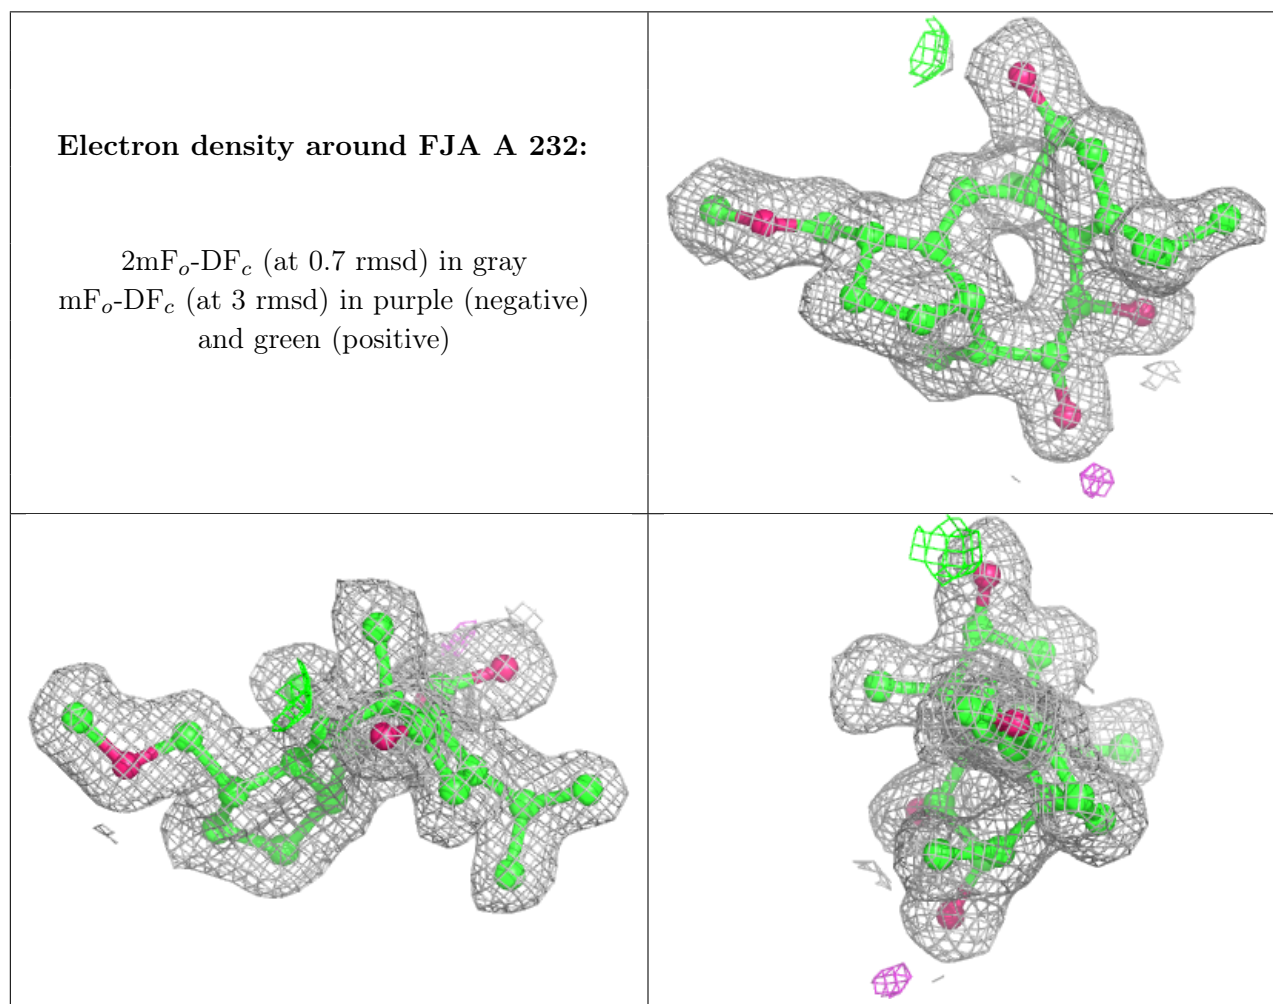 Electron density around FJA A 232:
2mFo-DFc (at 0.7 rmsd) in gray
mFo-DFc (at 3 rmsd) in purple (negative)
and green (positive)